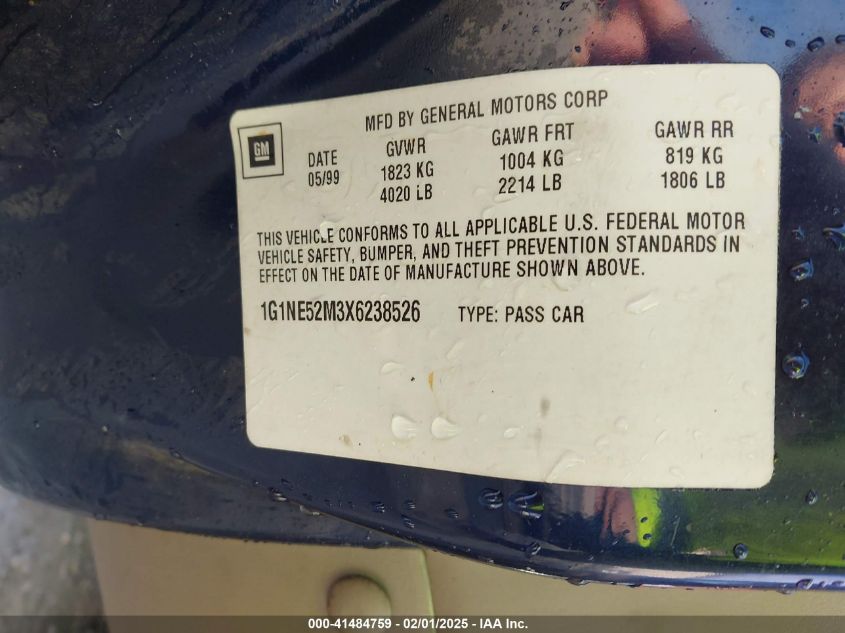 MFD BY GENERAL MOTORS CORP
GM
DATE GVWR GAWR FRT GAWR RR
05/99 1823 KG 1004 KG 819 KG
4020 LB 2214 LB 1806 LB
THIS VEHICLE CONFORMS TO ALL APPLICABLE U.S. FEDERAL MOTOR
VEHICLE SAFETY, BUMPER, AND THEFT PREVENTION STANDARDS IN
EFFECT ON THE DATE OF MANUFACTURE SHOWN ABOVE.
1G1NE52M3X6238526 TYPE: PASS CAR
000-41484759 - 02/01/2025 - IAA Inc.